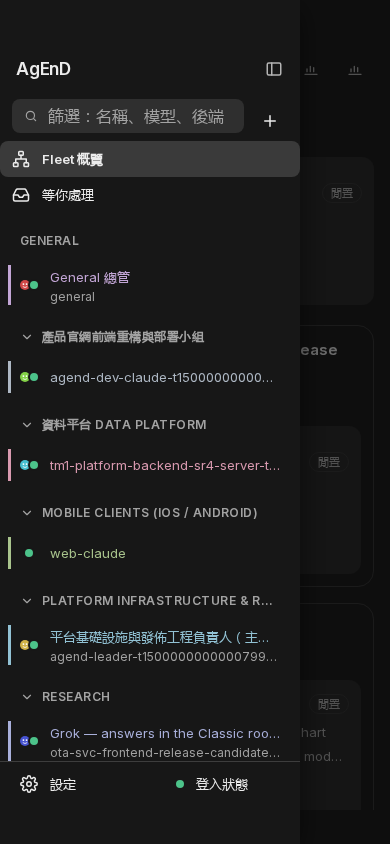 AgEnD
篩選：名稱、模型、後端
Fleet 概覽
等你處理
閒置
GENERAL
General 總管
general
產品官網前端重構與部署小組
ease
agend-dev-claude-t15000000000…
資料平台 DATA PLATFORM
tm1-platform-backend-sr4-server-t…
閒置
MOBILE CLIENTS (IOS / ANDROID)
web-claude
PLATFORM INFRASTRUCTURE & R…
平台基礎設施與發佈工程負責人（主…
agend-leader-t1500000000000799…
RESEARCH
閒置
Grok — answers in the Classic roo…
hart
ota-svc-frontend-release-candidate…
mod…
設定
登入狀態